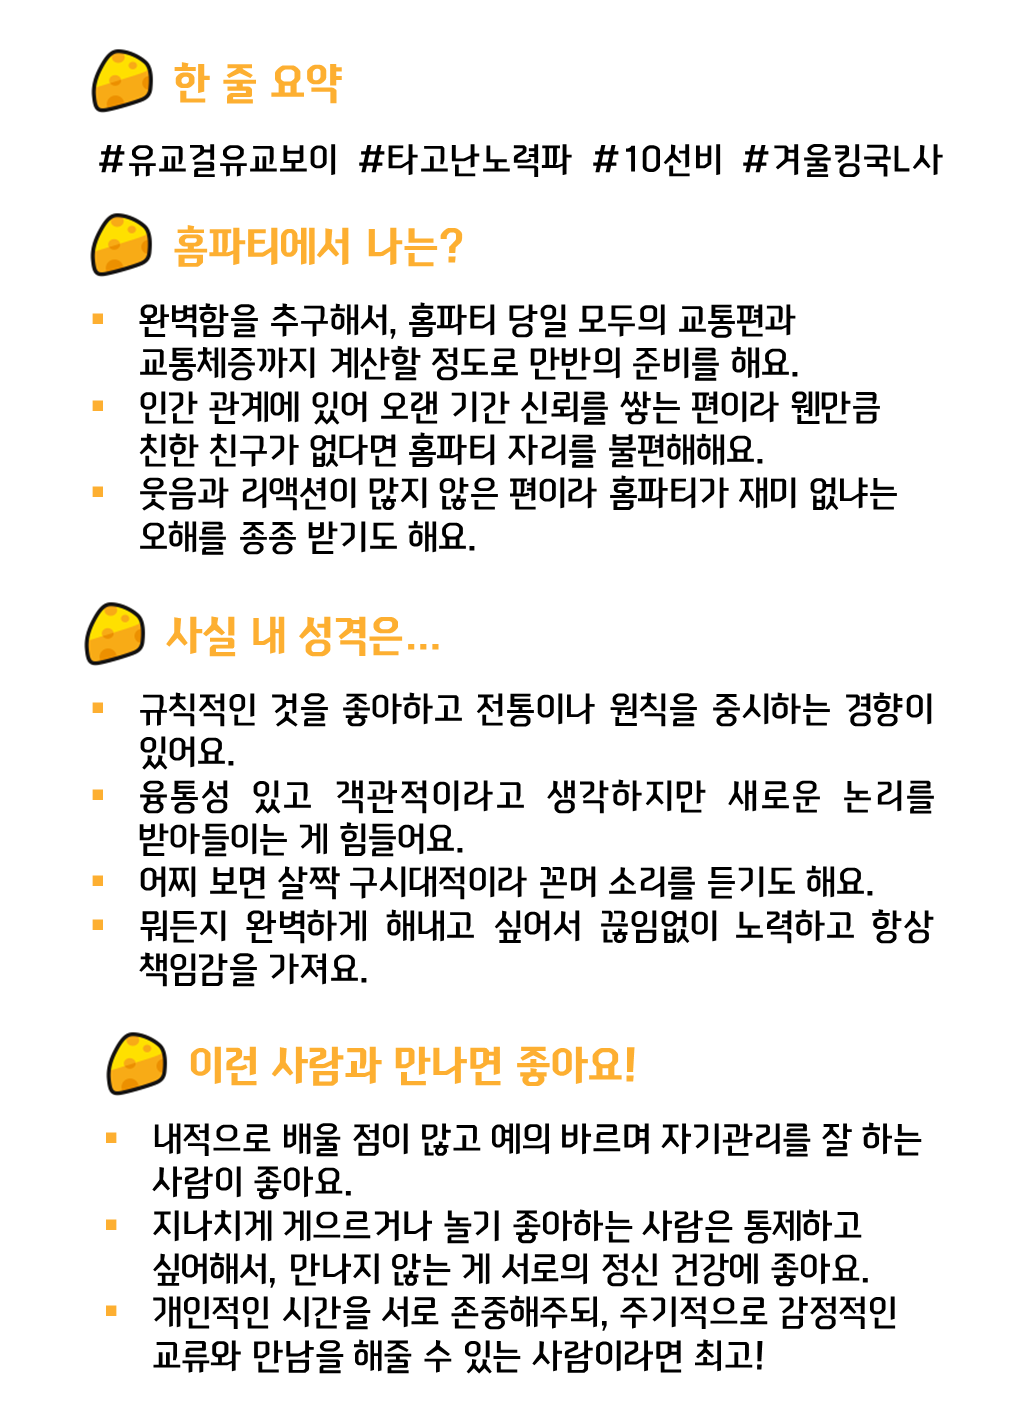 한 줄 요약
#유교걸유교보이 #타고난노력파 #10선비 #겨울킹국L사
홈파티에서 나는?
▪ 완벽함을 추구해서, 홈파티 당일 모두의 교통편과
교통체증까지 계산할 정도로 만반의 준비를 해요.
▪ 인간 관계에 있어 오랜 기간 신뢰를 쌓는 편이라 웬만큼
친한 친구가 없다면 홈파티 자리를 불편해해요.
▪ 웃음과 리액션이 많지 않은 편이라 홈파티가 재미 없냐는
오해를 종종 받기도 해요.
사실 내 성격은...
▪ 규칙적인 것을 좋아하고 전통이나 원칙을 중시하는 경향이
있어요.
▪ 융통성 있고 객관적이라고 생각하지만 새로운 논리를
받아들이는 게 힘들어요.
▪ 어찌 보면 살짝 구시대적이라 꼰머 소리를 듣기도 해요.
▪ 뭐든지 완벽하게 해내고 싶어서 끊임없이 노력하고 항상
책임감을 가져요.
이런 사람과 만나면 좋아요!
▪ 내적으로 배울 점이 많고 예의 바르며 자기관리를 잘 하는
사람이 좋아요.
▪ 지나치게 게으르거나 놀기 좋아하는 사람은 통제하고
싶어해서, 만나지 않는 게 서로의 정신 건강에 좋아요.
▪ 개인적인 시간을 서로 존중해주되, 주기적으로 감정적인
교류와 만남을 해줄 수 있는 사람이라면 최고!